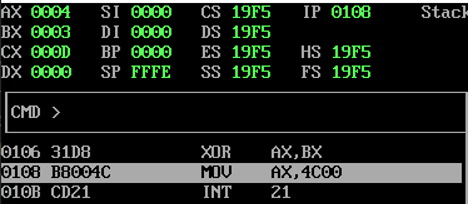 AX 0004 SI 0000 CS 19F5 IP 0108 Stack
BX 0003 DI 0000 DS 19F5
CX 000D BP 0000 ES 19F5 HS 19F5
DX 0000 SP FFFE SS 19F5 FS 19F5
CMD >
0106 31D8 XOR AX,BX
0108 B8004C MOV AX,4C00
010B CD21 INT 21